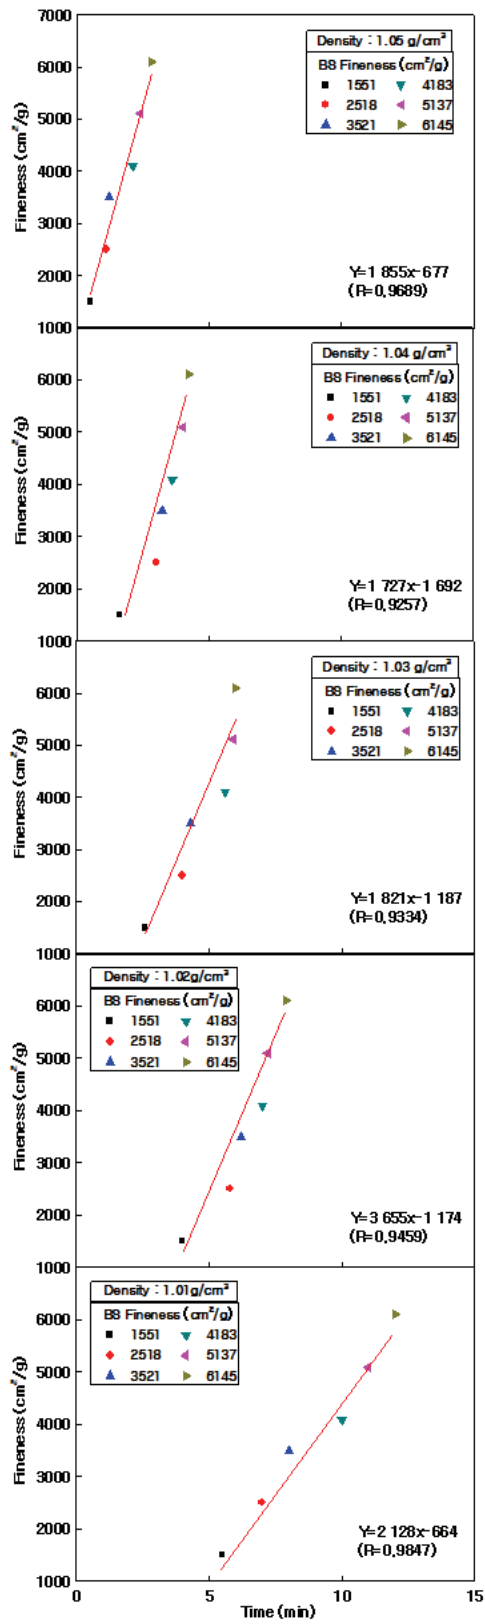 7000
6000
5000
4000
3000
2000
1000
Fineness (cm²/g)
Density : 1.05 g/cm³
BS Fineness (cm²/g)
1551 4183
2518 5137
3521 6145
Y=1 855x-677
(R=0.9689)
6000
5000
4000
3000
2000
1000
Fineness (cm²/g)
Density : 1.04 g/cm³
BS Fineness (cm²/g)
1551 4183
2518 5137
3521 6145
Y=1 727x-1 692
(R=0.9257)
6000
5000
4000
3000
2000
1000
Fineness (cm²/g)
Density : 1.03 g/cm³
BS Fineness (cm²/g)
1551 4183
2518 5137
3521 6145
Y=1 821x-1 187
(R=0.9334)
6000
5000
4000
3000
2000
1000
Fineness (cm²/g)
Density : 1.02g/cm³
BS Fineness (cm²/g)
1551 4183
2518 5137
3521 6145
Y=3 655x-1 174
(R=0.9459)
6000
5000
4000
3000
2000
1000
Fineness (cm²/g)
Density : 1.01g/cm³
BS Fineness (cm²/g)
1551 4183
2518 5137
3521 6145
Y=2 128x-664
(R=0.9847)
0 5 10 15
Time (min)